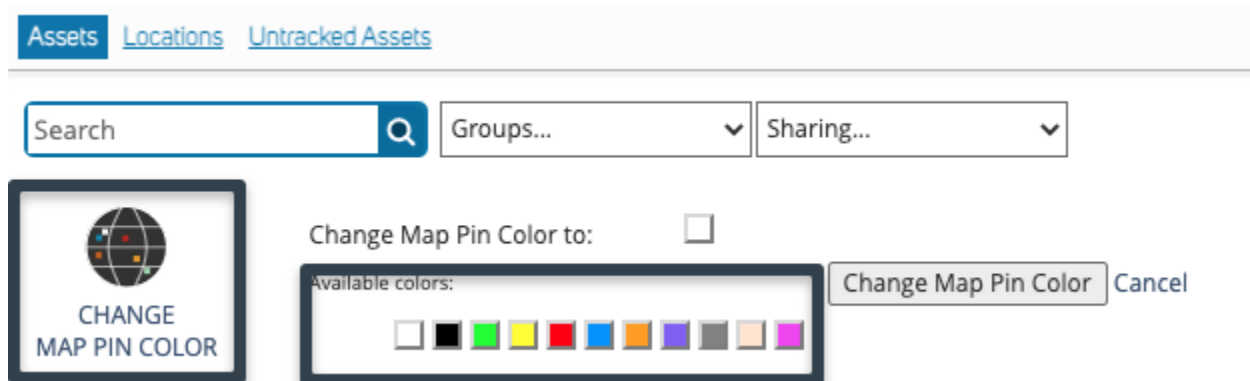 Assets Locations Untracked Assets
Search Groups... Sharing...
CHANGE
MAP PIN COLOR
Change Map Pin Color to:
Available colors:
Change Map Pin Color Cancel